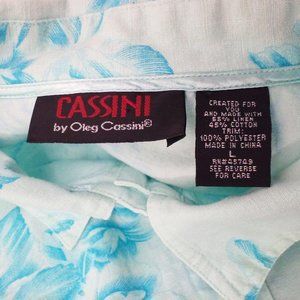 CASSINI
by Oleg Cassini®
CREATED FOR
YOU
AND MADE WITH
55% LINEN
45% COTTON
TRIM:
100% POLYESTER
MADE IN CHINA
L
RN#45749
SEE REVERSE
FOR CARE